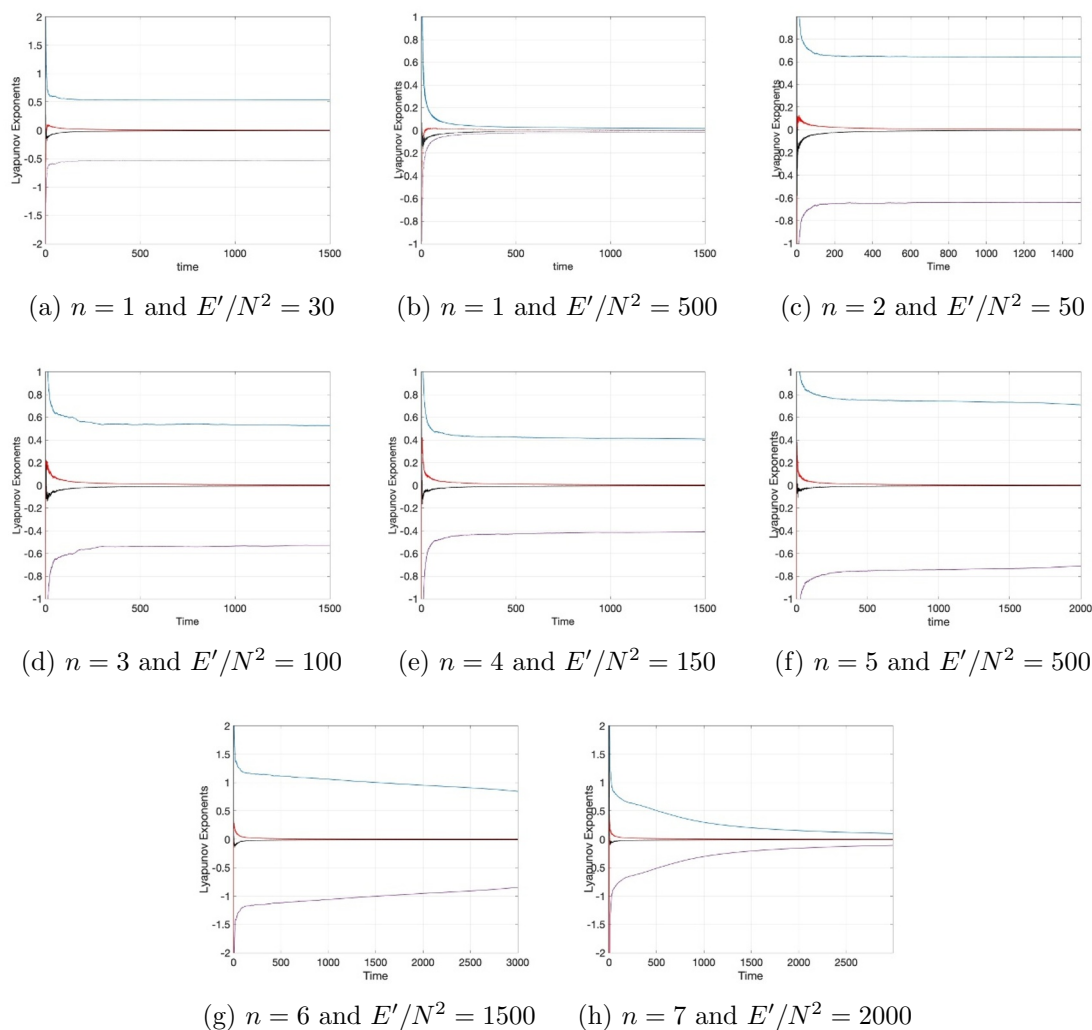 2
1.5
1
0.5
0
-0.5
-1
-1.5
-2
Lyapunov Exponents
0 500 1000 1500
time
(a) n = 1 and E′/N² = 30
1
0.8
0.6
0.4
0.2
0
-0.2
-0.4
-0.6
-0.8
-1
Lyapunov Exponents
0 500 1000 1500
time
(b) n = 1 and E′/N² = 500
0.8
0.6
0.4
0.2
0
-0.2
-0.4
-0.6
-0.8
-1
Lyapunov Exponents
0 200 400 600 800 1000 1200 1400
Time
(c) n = 2 and E′/N² = 50
1
0.8
0.6
0.4
0.2
0
-0.2
-0.4
-0.6
-0.8
-1
Lyapunov Exponents
0 500 1000 1500
Time
(d) n = 3 and E′/N² = 100
1
0.8
0.6
0.4
0.2
0
-0.2
-0.4
-0.6
-0.8
-1
Lyapunov Exponents
0 500 1000 1500
Time
(e) n = 4 and E′/N² = 150
1
0.8
0.6
0.4
0.2
0
-0.2
-0.4
-0.6
-0.8
-1
Lyapunov Exponents
0 500 1000 1500 2000
time
(f) n = 5 and E′/N² = 500
2
1.5
1
0.5
0
-0.5
-1
-1.5
-2
Lyapunov Exponents
0 500 1000 1500 2000 2500 3000
Time
(g) n = 6 and E′/N² = 1500
2
1.5
1
0.5
0
-0.5
-1
-1.5
-2
Lyapunov Exponents
0 500 1000 1500 2000 2500
Time
(h) n = 7 and E′/N² = 2000